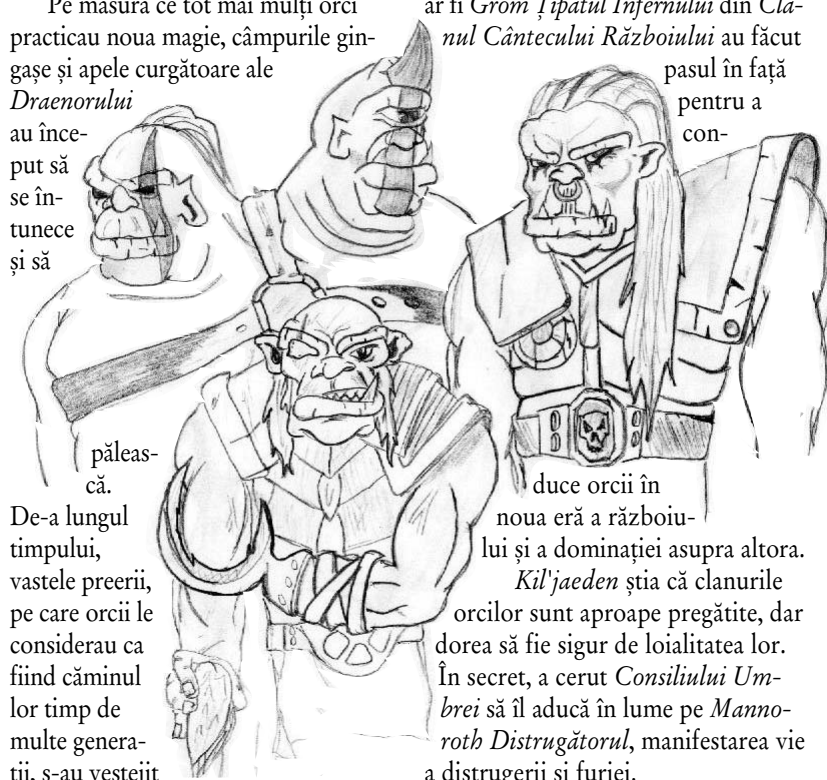 Pe măsură ce tot mai mulți orci
practicau noua magie, câmpurile gin-
gașe și apele curgătoare ale
Draenorului
au înce-
put să
se în-
tunece
și să
păleas-
că.
De-a lungul
timpului,
vastele preerii,
pe care orcii le
considerau ca
fiind căminul
lor timp de
multe genera-
ții, s-au veștejit
ar fi Grom Țipătul Infernului din Cla-
nul Cântecului Războiului au făcut
pasul în față
pentru a
con-
duce orcii în
noua eră a războiu-
lui și a dominației asupra altora.
Kil'jaeden știa că clanurile
orcilor sunt aproape pregătite, dar
dorea să fie sigur de loialitatea lor.
În secret, a cerut Consiliului Um-
brei să îl aducă în lume pe Manno-
roth Distrugătorul, manifestarea vie
a distrugerii și furiei.